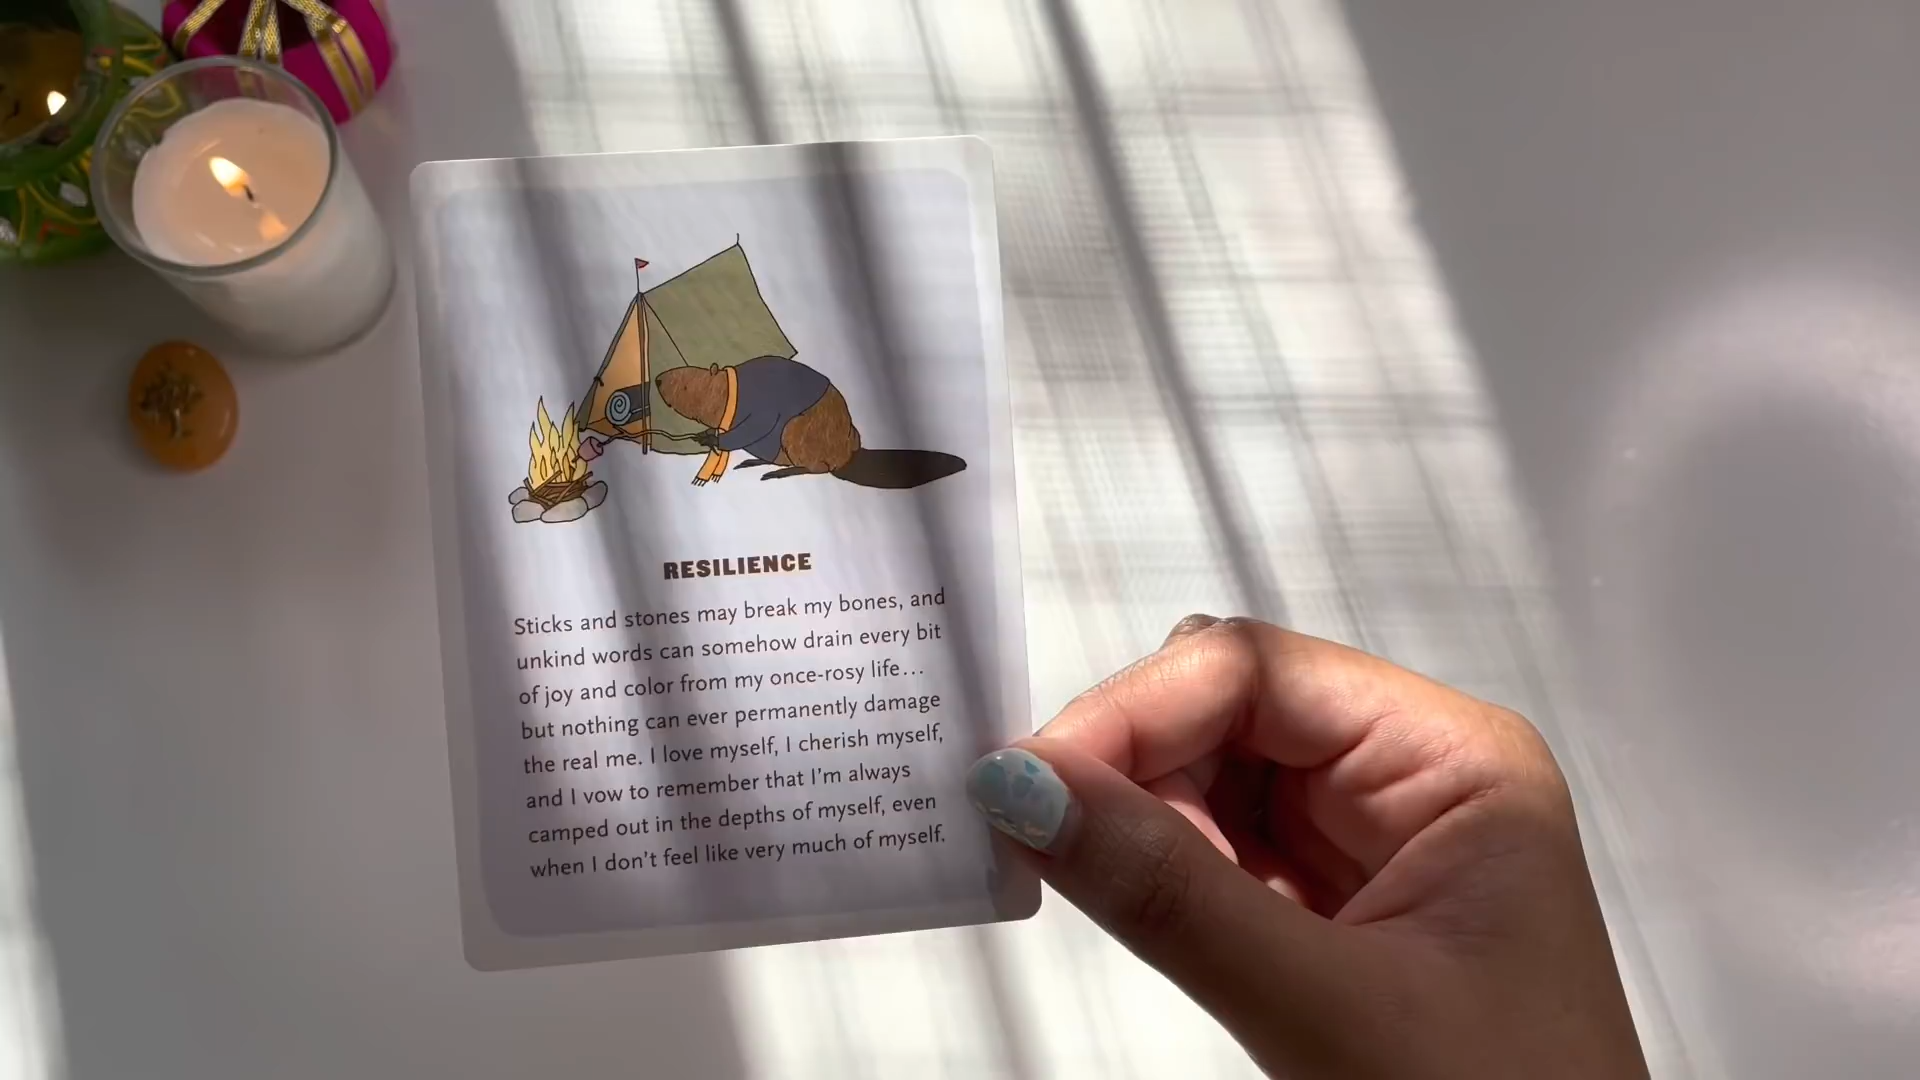 RESILIENCE
Sticks and stones may break my bones, and
unkind words can somehow drain every bit
of joy and color from my once-rosy life...
but nothing can ever permanently damage
the real me. I love myself, I cherish myself,
and I vow to remember that I'm always
camped out in the depths of myself, even
when I don't feel like very much of myself.